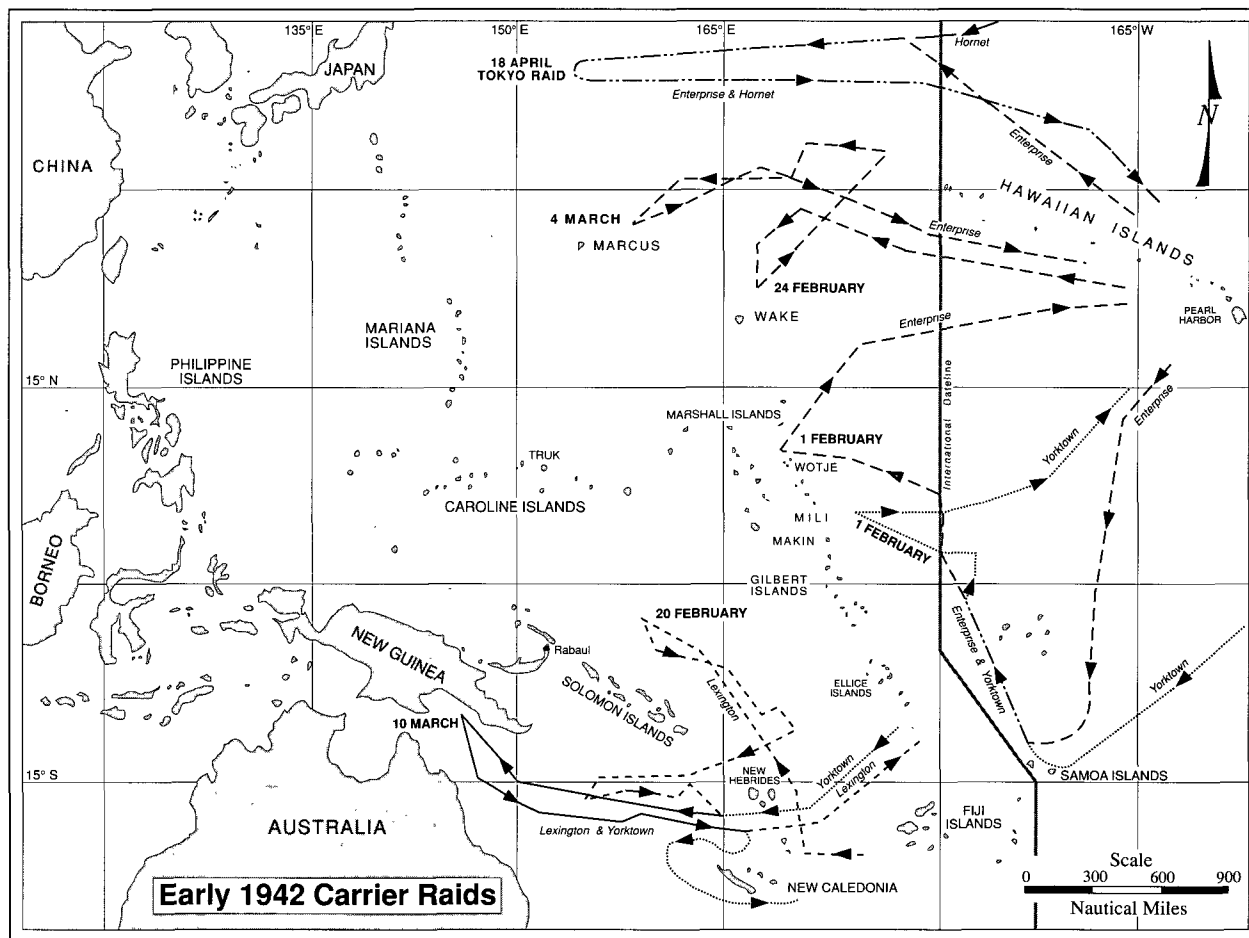 135° E
150° E
165° E
165° W
Hornet
JAPAN
18 APRIL
TOKYO RAID
Enterprise & Hornet
N
CHINA
Enterprise
HAWAIIAN ISLANDS
4 MARCH
MARCUS
Enterprise
24 FEBRUARY
WAKE
PEARL
HARBOR
Enterprise
MARIANA
ISLANDS
PHILIPPINE
ISLANDS
15° N
International Dateline
Enterprise
MARSHALL ISLANDS
1 FEBRUARY
Yorktown
TRUK
WOTJE
CAROLINE ISLANDS
MILI
1 FEBRUARY
MAKIN
BORNEO
GILBERT
ISLANDS
20 FEBRUARY
NEW GUINEA
Rabaul
Enterprise & Yorktown
Yorktown
Lexington
ELLICE
ISLANDS
SOLOMON ISLANDS
10 MARCH
15° S
NEW
HEBRIDES
Yorktown
Lexington
SAMOA ISLANDS
AUSTRALIA
Lexington & Yorktown
FIJI
ISLANDS
NEW CALEDONIA
Early 1942 Carrier Raids
Scale
0 300 600 900
Nautical Miles